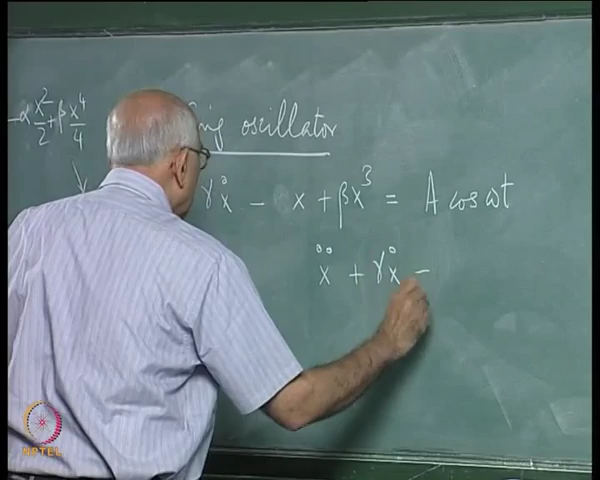 -α x²/2 + β x⁴/4
ing oscillator
γẋ - x + βx³ = A cos ωt
ẍ + γẋ -
NPTEL